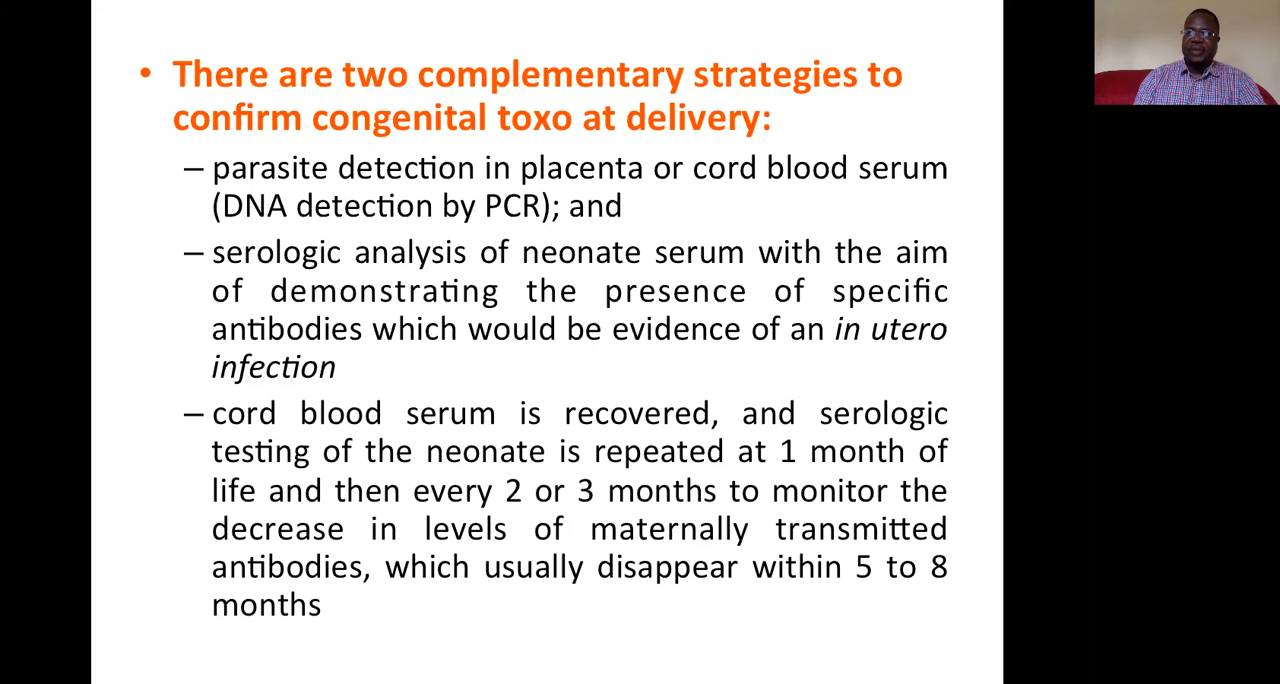 • There are two complementary strategies to
confirm congenital toxo at delivery:
– parasite detection in placenta or cord blood serum
(DNA detection by PCR); and
– serologic analysis of neonate serum with the aim
of demonstrating the presence of specific
antibodies which would be evidence of an in utero
infection
– cord blood serum is recovered, and serologic
testing of the neonate is repeated at 1 month of
life and then every 2 or 3 months to monitor the
decrease in levels of maternally transmitted
antibodies, which usually disappear within 5 to 8
months